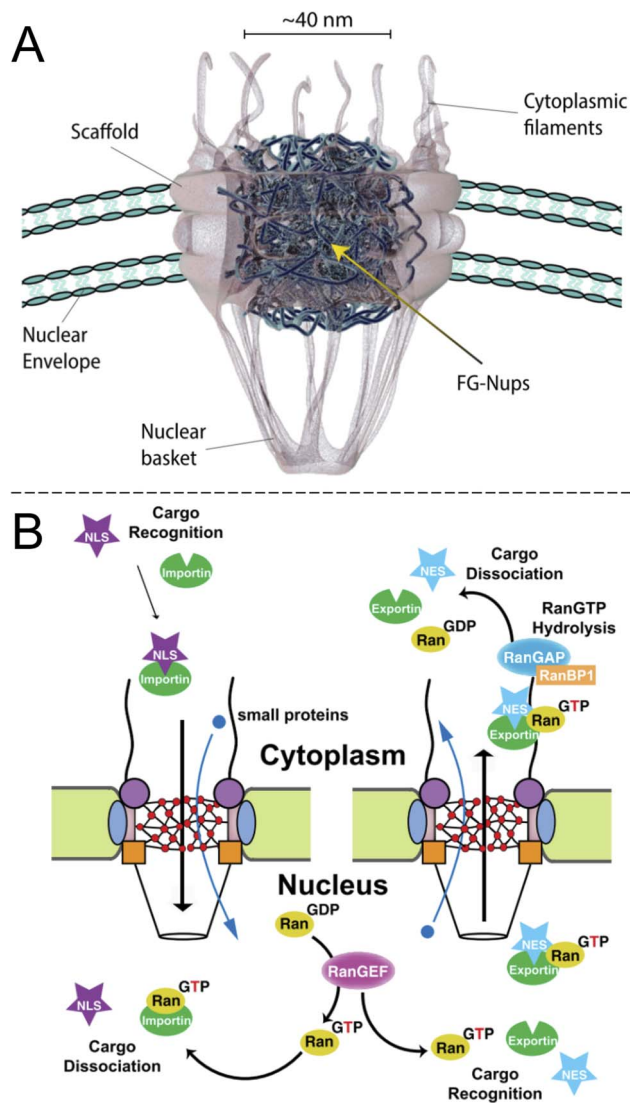 A
~40 nm
Scaffold
Cytoplasmic
filaments
Nuclear
Envelope
FG-Nups
Nuclear
basket
B
Cargo
Recognition
NLS
Importin
NLS
Importin
small proteins
Cytoplasm
NES
Cargo
Dissociation
Exportin
Ran
GDP
RanGTP
Hydrolysis
RanGAP
RanBP1
NES
GTP
Ran
Exportin
Nucleus
GDP
Ran
RanGEF
NES
GTP
Ran
Exportin
NLS
GTP
Ran
Importin
Cargo
Dissociation
GTP
Ran
GTP
Ran
Exportin
NES
Cargo
Recognition